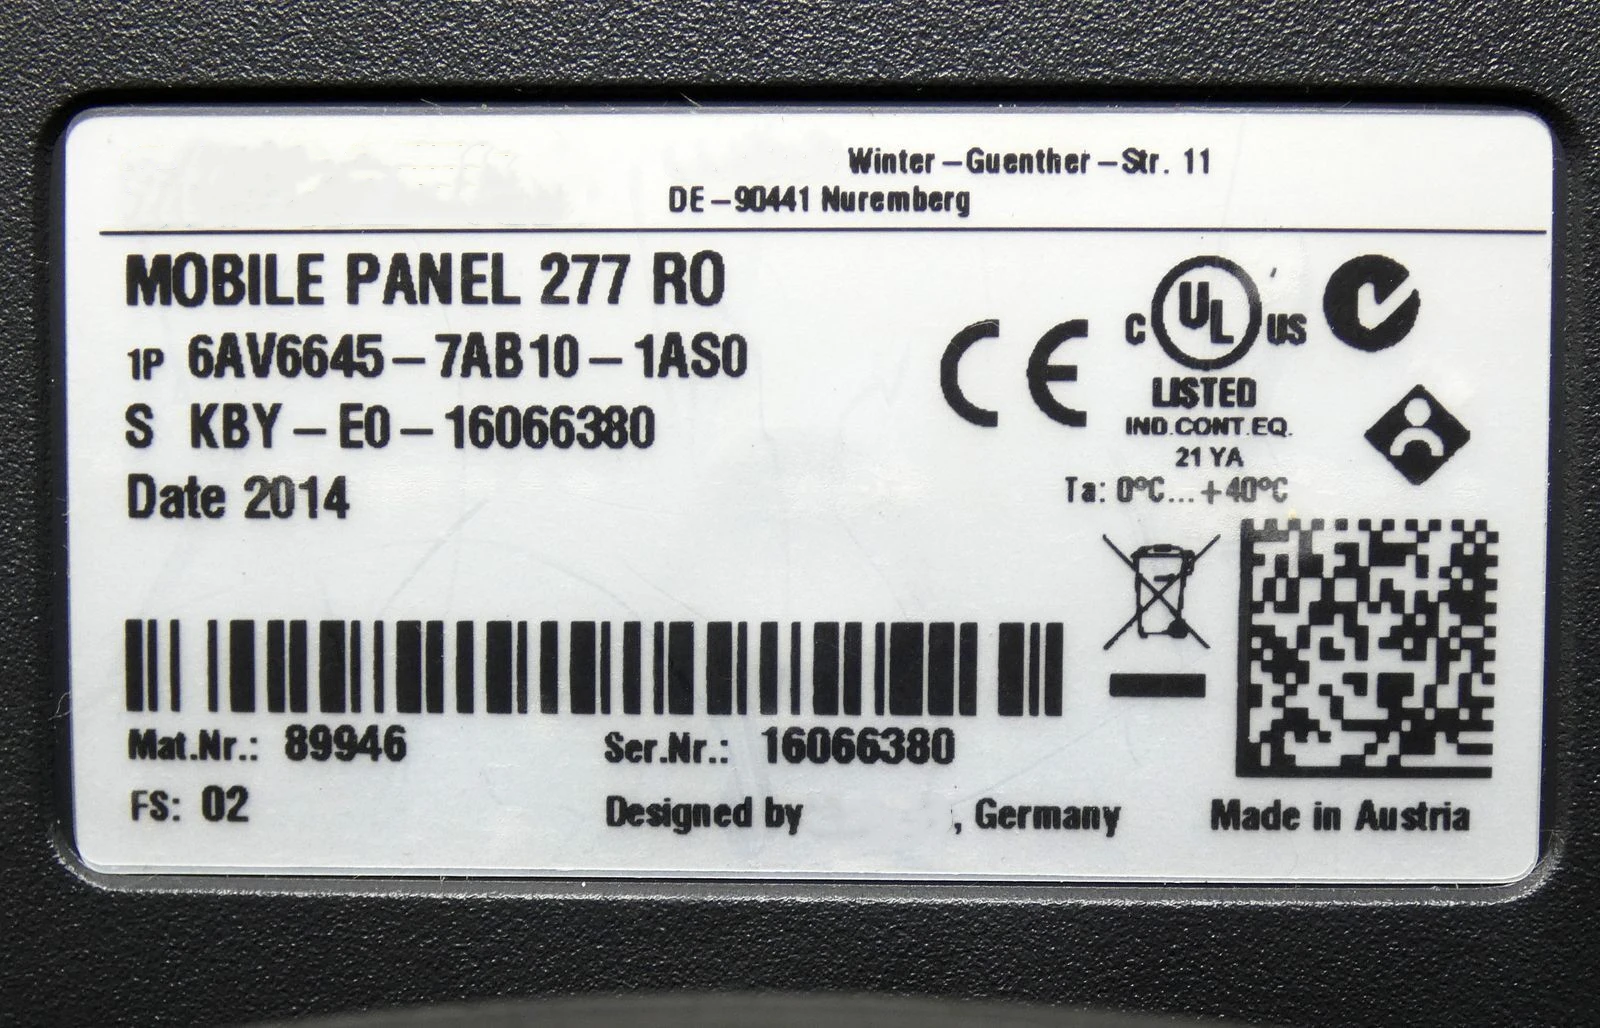 Winter-Guenther-Str. 11
DE-90441 Nuremberg
MOBILE PANEL 277 RO
1P 6AV6645-7AB10-1AS0
S KBY-E0-16066380
Date 2014
CE
C UL US
LISTED
IND.CONT.EQ.
21 YA
Ta: 0°C...+40°C
Mat.Nr.: 89946 Ser.Nr.: 16066380
FS: 02 Designed by , Germany Made in Austria